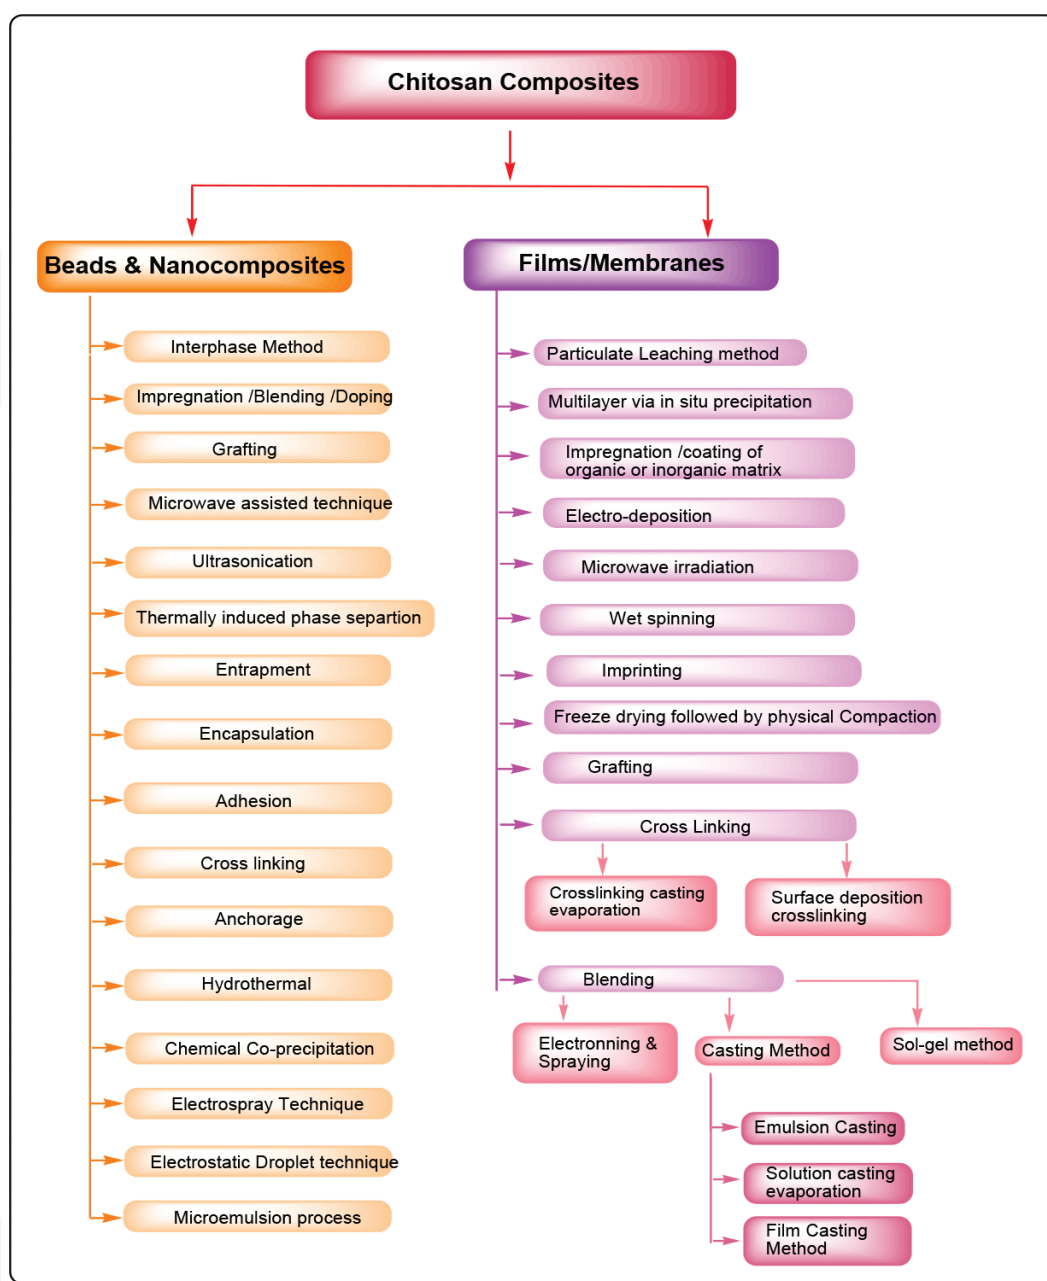 Chitosan Composites
Beads & Nanocomposites
Interphase Method
Impregnation /Blending /Doping
Grafting
Microwave assisted technique
Ultrasonication
Thermally induced phase separtion
Entrapment
Encapsulation
Adhesion
Cross linking
Anchorage
Hydrothermal
Chemical Co-precipitation
Electrospray Technique
Electrostatic Droplet technique
Microemulsion process
Films/Membranes
Particulate Leaching method
Multilayer via in situ precipitation
Impregnation /coating of
organic or inorganic matrix
Electro-deposition
Microwave irradiation
Wet spinning
Imprinting
Freeze drying followed by physical Compaction
Grafting
Cross Linking
Crosslinking casting
evaporation
Surface deposition
crosslinking
Blending
Electronning &
Spraying
Casting Method
Sol-gel method
Emulsion Casting
Solution casting
evaporation
Film Casting
Method